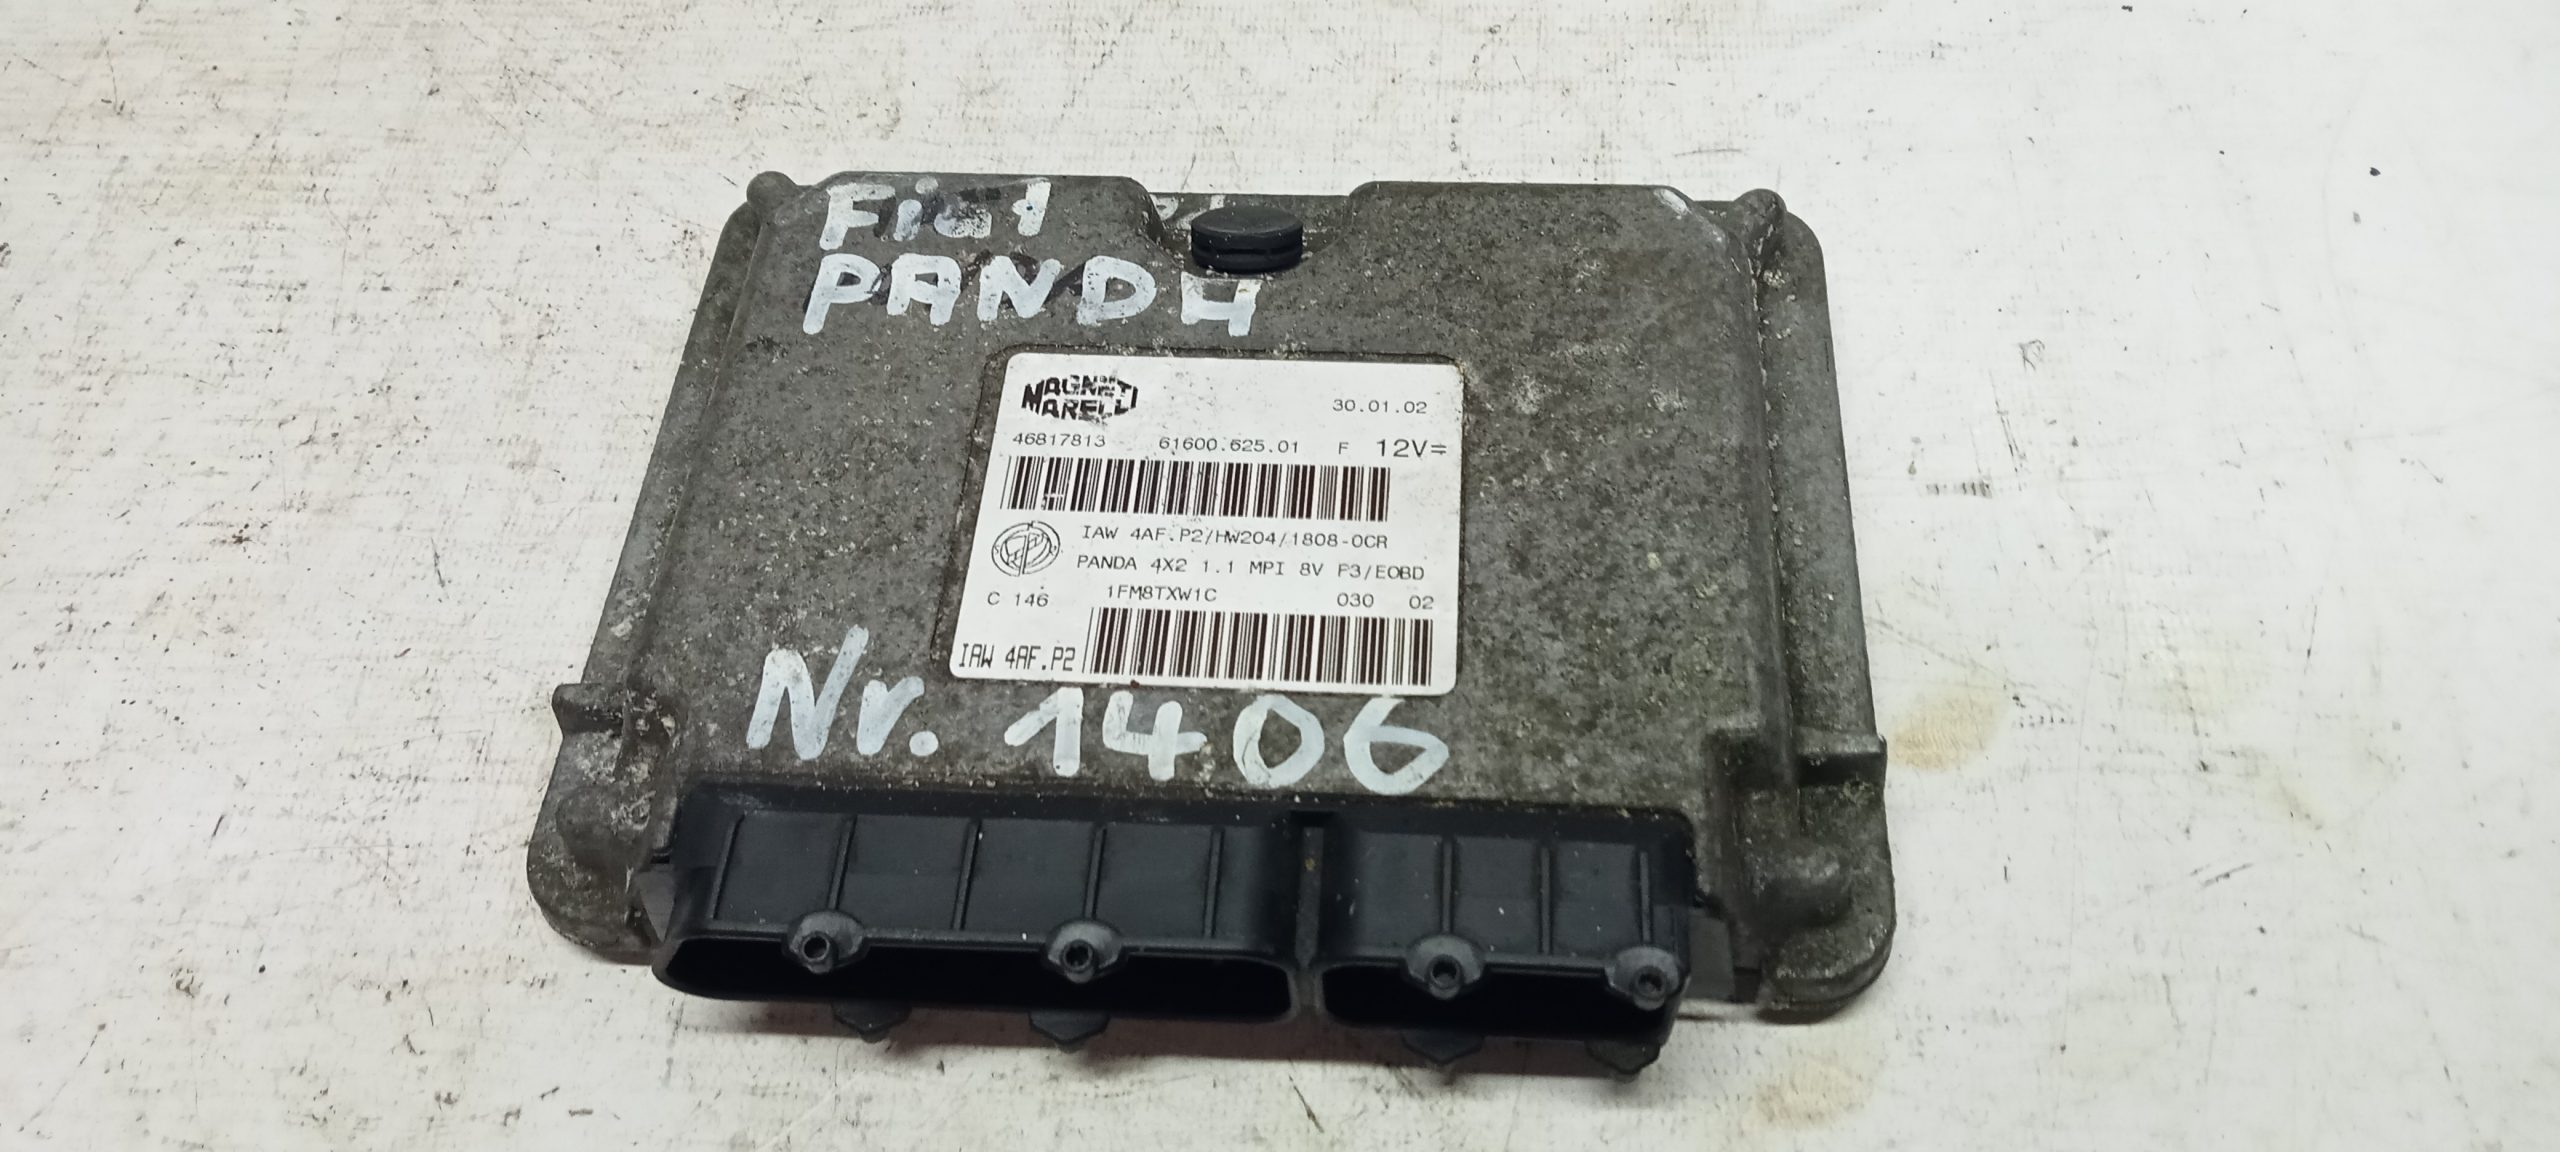 Fiat
PANDA
MAGNETI
MARELLI
30.01.02
46817813 61600.625.01 F 12V=
IAW 4AF.P2/HW204/1808-0CR
PANDA 4X2 1.1 MPI 8V F3/EOBD
C 146 1FM8TXW1C 030 02
IAW 4AF.P2
Nr. 1406